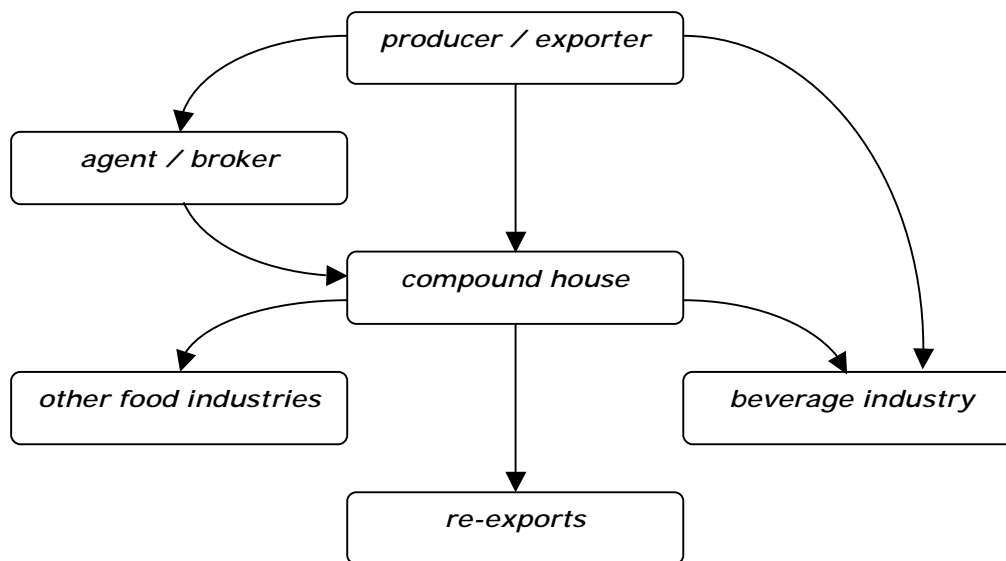 producer / exporter
agent / broker
compound house
other food industries
beverage industry
re-exports